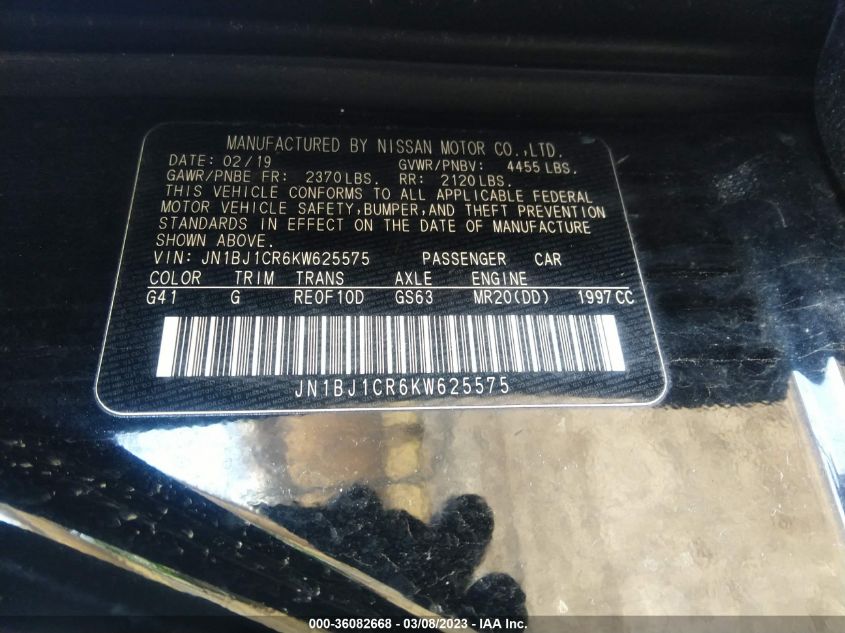 MANUFACTURED BY NISSAN MOTOR CO.,LTD.
DATE: 02/19 GVWR/PNBV: 4455 LBS.
GAWR/PNBE FR: 2370 LBS. RR: 2120 LBS.
THIS VEHICLE CONFORMS TO ALL APPLICABLE FEDERAL
MOTOR VEHICLE SAFETY,BUMPER,AND THEFT PREVENTION
STANDARDS IN EFFECT ON THE DATE OF MANUFACTURE
SHOWN ABOVE.
VIN: JN1BJ1CR6KW625575 PASSENGER CAR
COLOR TRIM TRANS AXLE ENGINE
G41 G RE0F10D GS63 MR20(DD) 1997 CC
JN1BJ1CR6KW625575
000-36082668 - 03/08/2023 - IAA Inc.